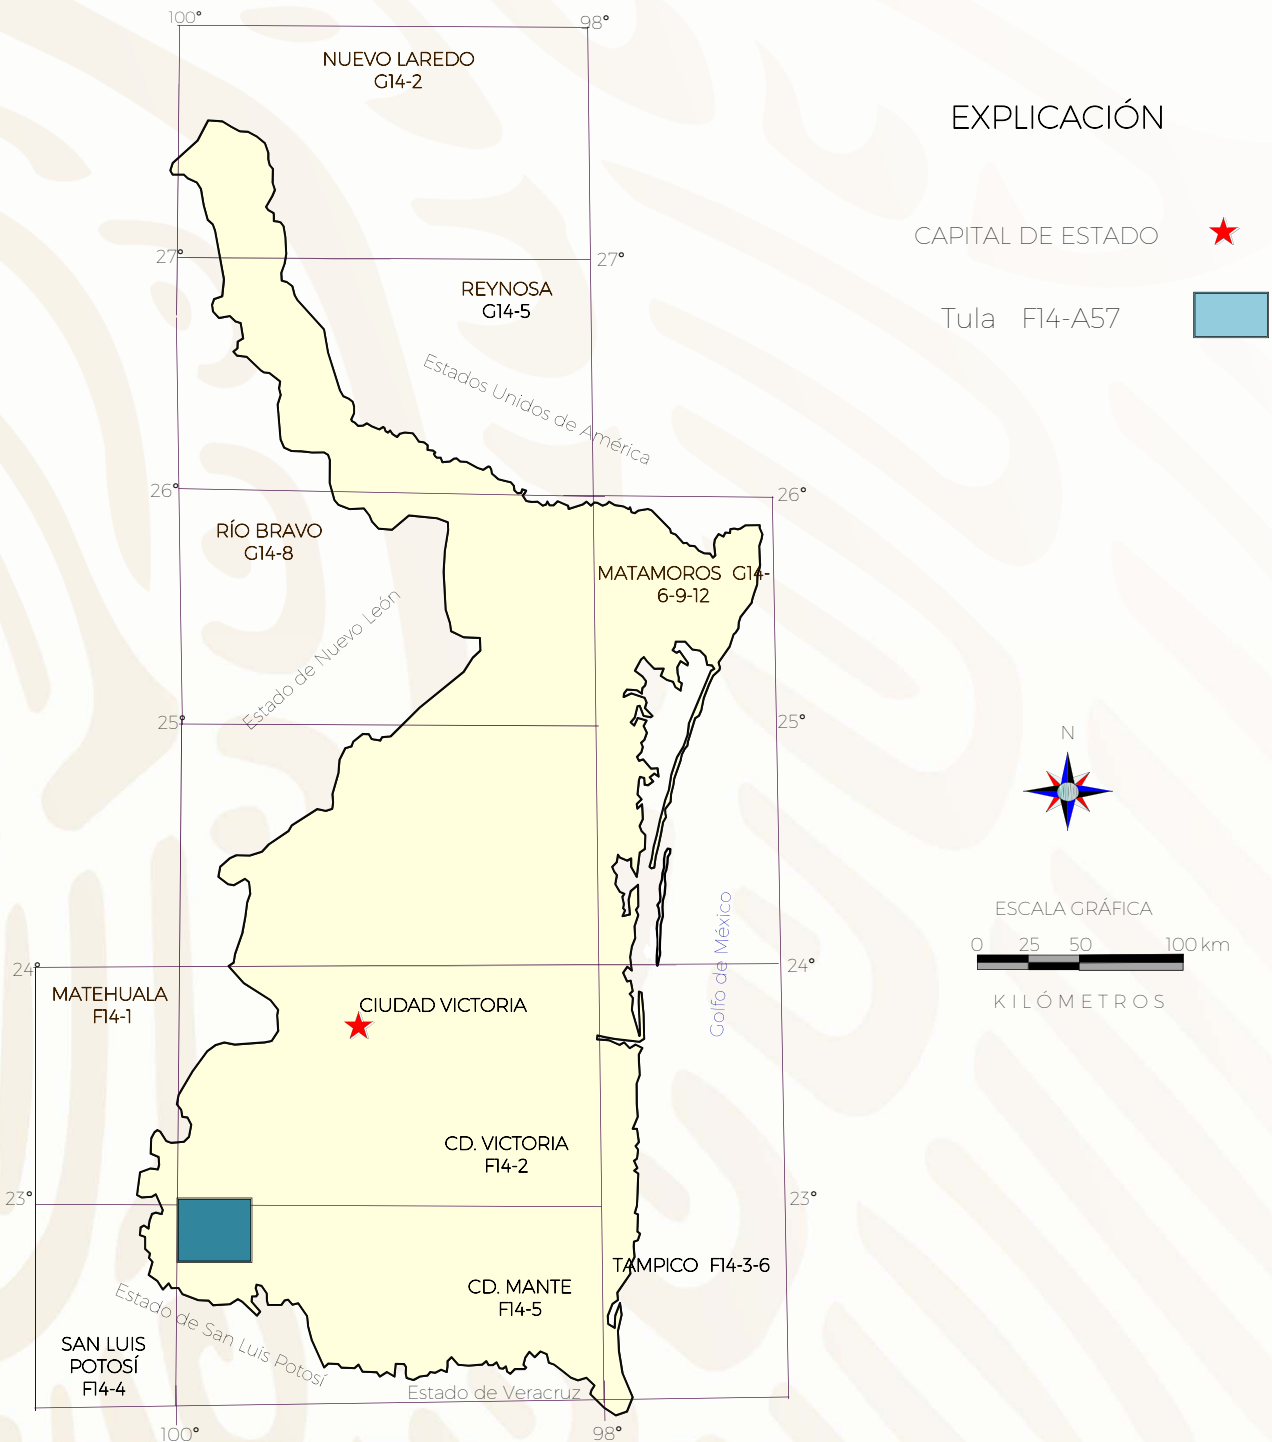 100°
98°
NUEVO LAREDO
G14-2
EXPLICACIÓN
CAPITAL DE ESTADO
27°
27°
REYNOSA
G14-5
Tula F14-A57
Estados Unidos de América
26°
26°
RÍO BRAVO
G14-8
MATAMOROS G14-
6-9-12
Estado de Nuevo León
25°
25°
N
ESCALA GRÁFICA
0 25 50 100 km
KILÓMETROS
Golfo de México
24°
24°
MATEHUALA
F14-1
CIUDAD VICTORIA
CD. VICTORIA
F14-2
23°
23°
TAMPICO F14-3-6
CD. MANTE
F14-5
Estado de San Luis Potosí
SAN LUIS
POTOSÍ
F14-4
Estado de Veracruz
100°
98°